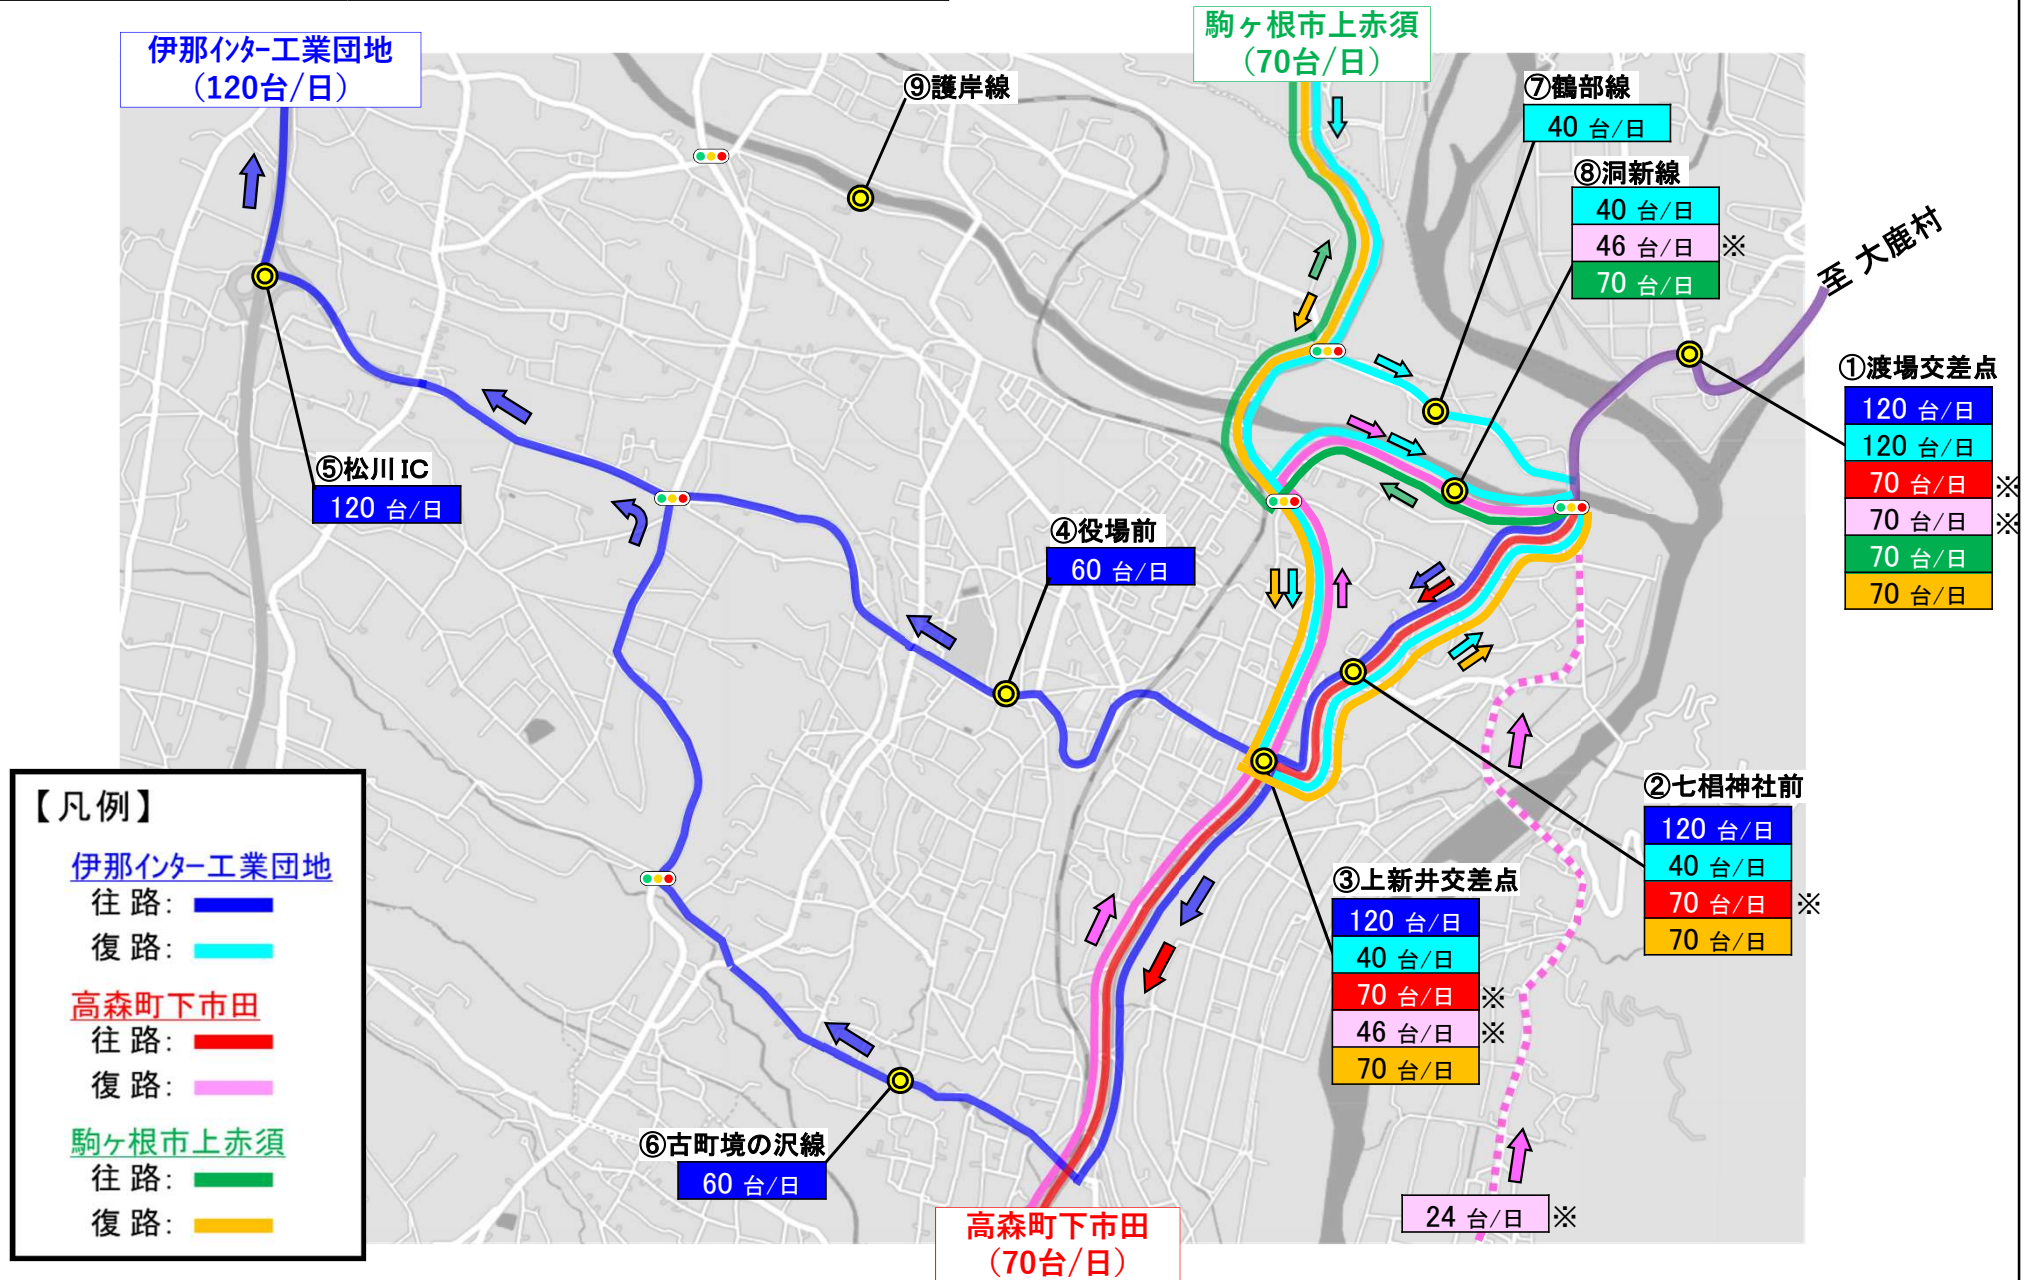 伊那インター工業団地
(120台/日)
駒ヶ根市上赤須
(70台/日)
⑨護岸線
⑦鶴部線
40 台/日
⑧洞新線
40 台/日
46 台/日 ※
70 台/日
至 大鹿村
①渡場交差点
120 台/日
120 台/日
70 台/日 ※
70 台/日 ※
70 台/日
70 台/日
⑤松川IC
120 台/日
④役場前
60 台/日
②七椙神社前
120 台/日
40 台/日
70 台/日 ※
70 台/日
③上新井交差点
120 台/日
40 台/日
70 台/日 ※
46 台/日 ※
70 台/日
⑥古町境の沢線
60 台/日
24 台/日 ※
高森町下市田
(70台/日)
【凡例】
伊那インター工業団地
往 路:
復 路:
高森町下市田
往 路:
復 路:
駒ヶ根市上赤須
往 路:
復 路: